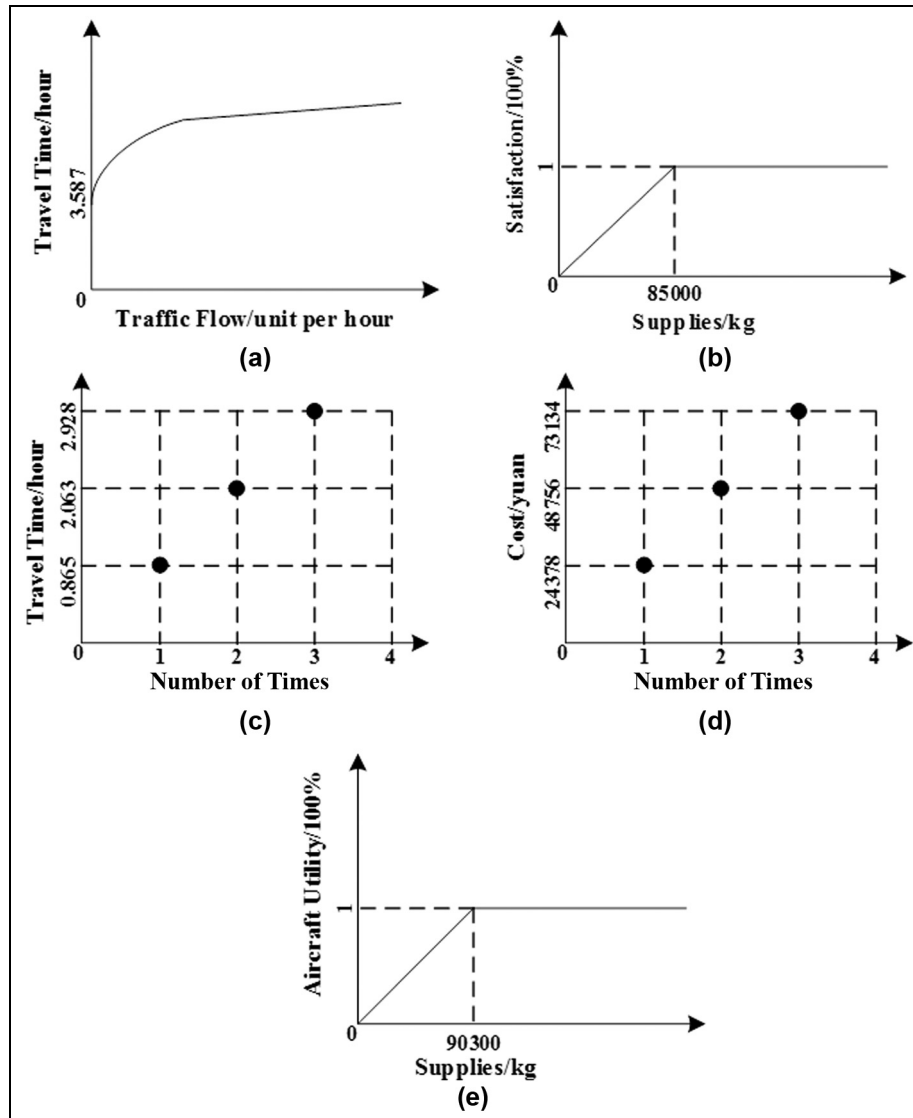 Travel Time/hour
3.587
0
Traffic Flow/unit per hour
(a)
Satisfaction/100%
1
0
85000
Supplies/kg
(b)
Travel Time/hour
2.928
2.063
0.865
0
1
2
3
4
Number of Times
(c)
Cost/yuan
73134
48756
24378
0
1
2
3
4
Number of Times
(d)
Aircraft Utility/100%
1
0
90300
Supplies/kg
(e)